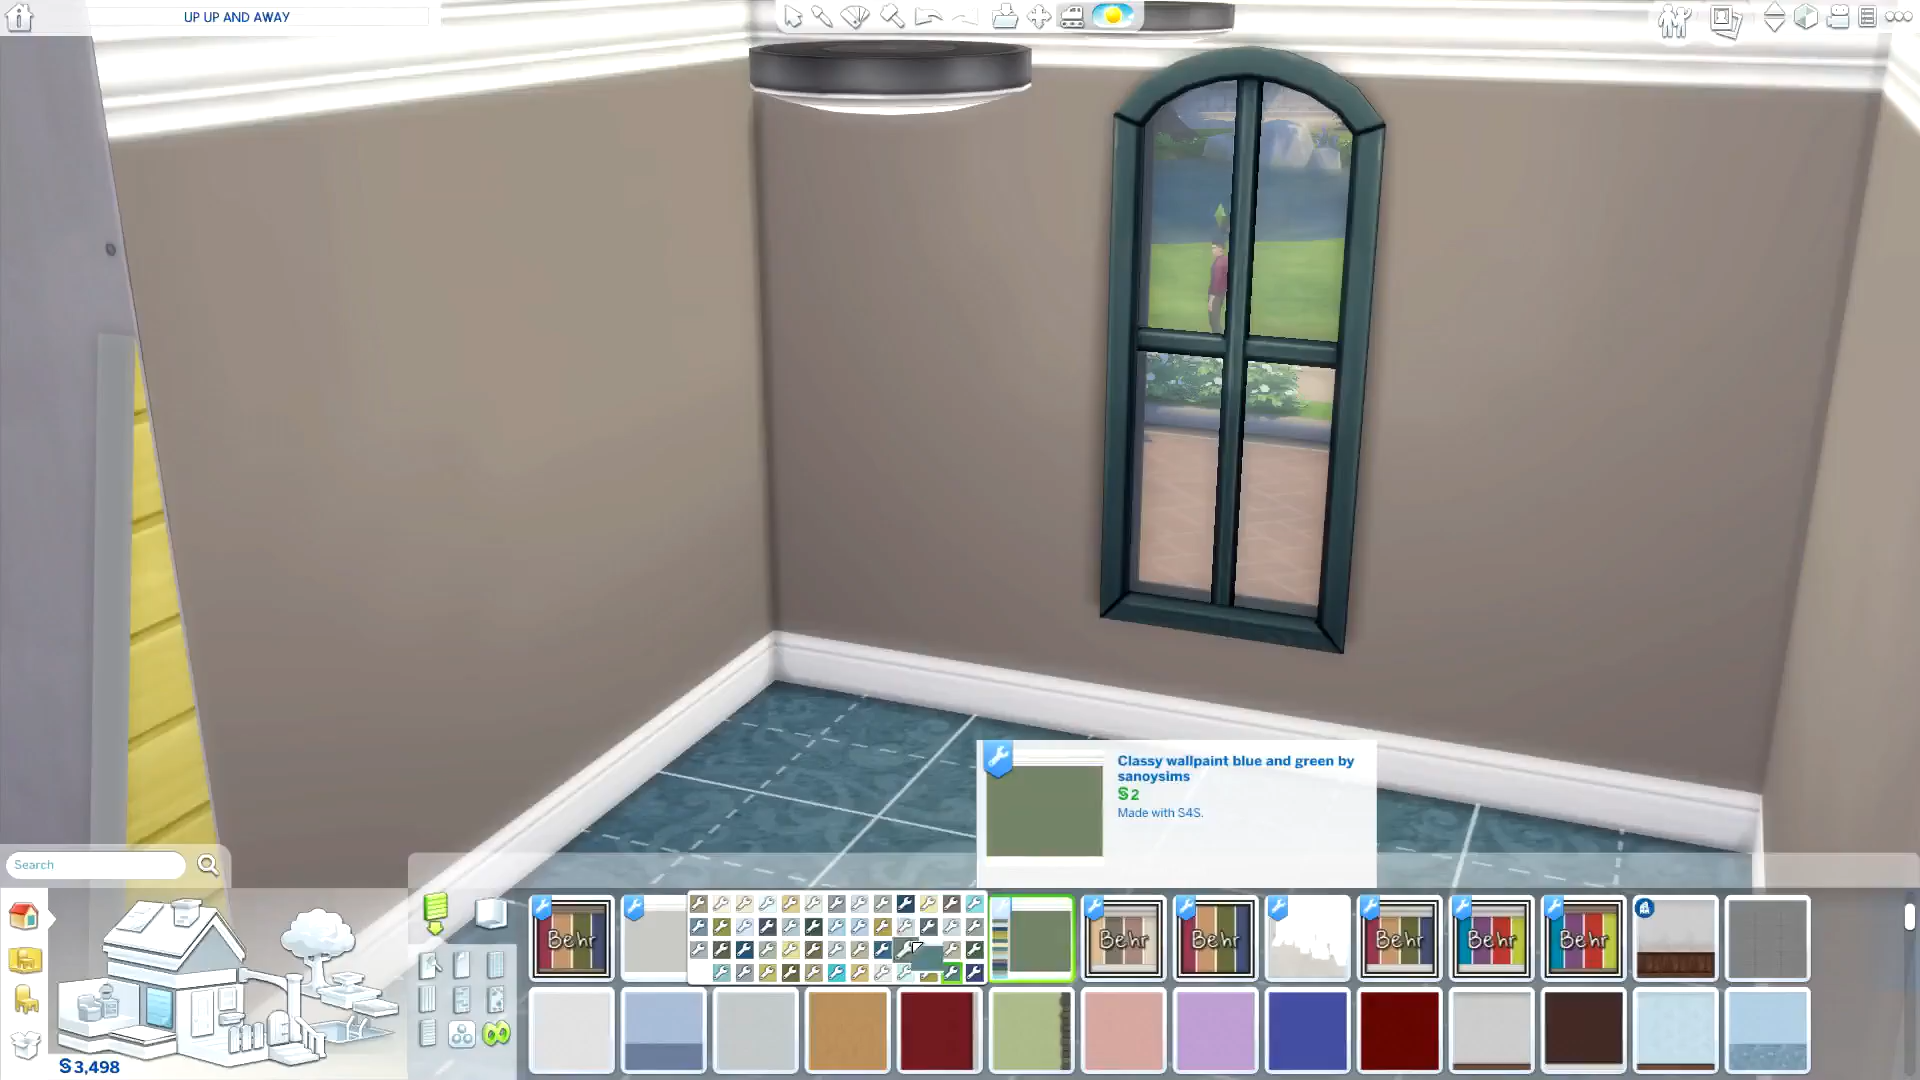 UP UP AND AWAY
Classy wallpaint blue and green by
sanoysims
§2
Made with S4S.
Search
Behr
Behr
Behr
Behr
Behr
Behr
§3,498